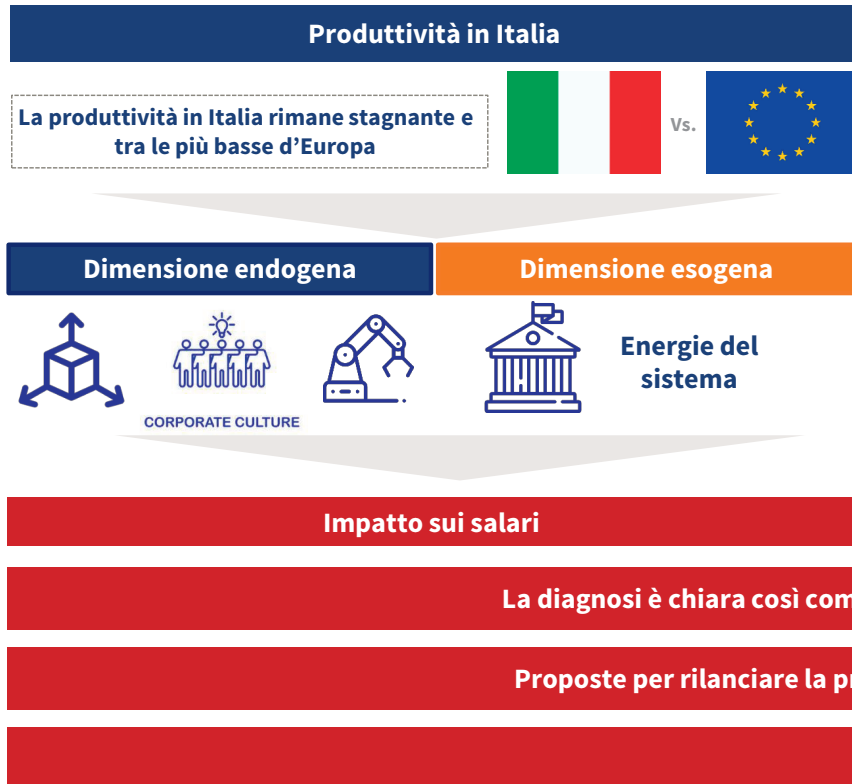 Produttività in Italia
La produttività in Italia rimane stagnante e
tra le più basse d'Europa
Vs.
Dimensione endogena
Dimensione esogena
CORPORATE CULTURE
Energie del
sistema
Impatto sui salari
La diagnosi è chiara così
Proposte per rilanciare la